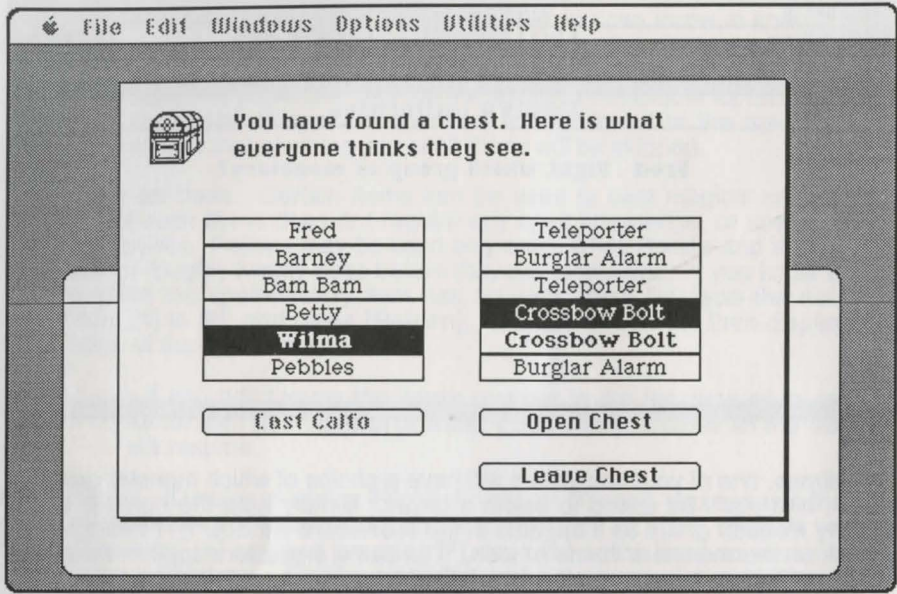 File Edit Windows Options Utilities Help
You have found a chest. Here is what
everyone thinks they see.
Fred Teleporter
Barney Burglar Alarm
Bam Bam Teleporter
Betty Crossbow Bolt
Wilma Crossbow Bolt
Pebbles Burglar Alarm
Cast Calfo Open Chest
Leave Chest